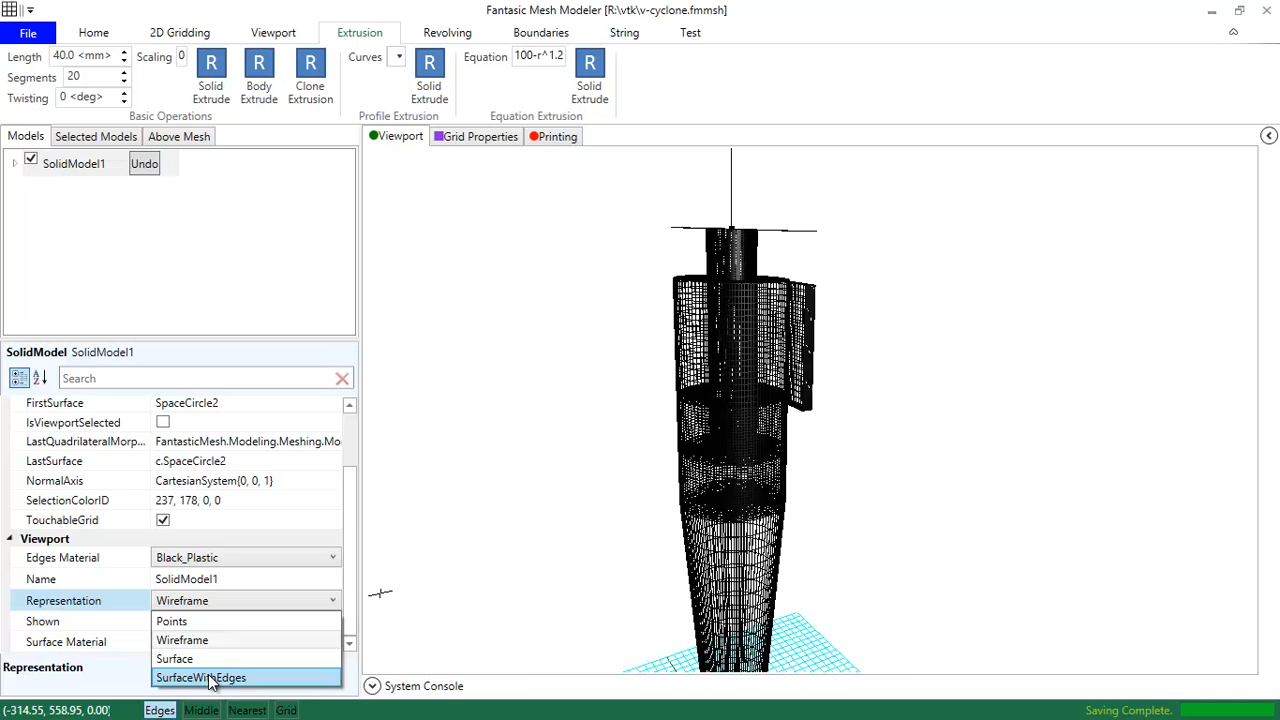 Fantasic Mesh Modeler [R:\vtk\v-cyclone.fmmsh]
File Home 2D Gridding Viewport Extrusion Revolving Boundaries String Test
Length 40.0 <mm> Scaling 0 Curves Equation 100-r^1.2
Segments 20
Twisting 0 <deg>
R Solid Extrude
R Body Extrude
R Clone Extrusion
R Solid Extrude
R Solid Extrude
Basic Operations Profile Extrusion Equation Extrusion
Models Selected Models Above Mesh
Viewport Grid Properties Printing
SolidModel1 Undo
SolidModel SolidModel1
Search
FirstSurface SpaceCircle2
IsViewportSelected
LastQuadrilateralMorp... FantasticMesh.Modeling.Meshing.Mo
LastSurface c.SpaceCircle2
NormalAxis CartesianSystem{0, 0, 1}
SelectionColorID 237, 178, 0, 0
TouchableGrid
Viewport
Edges Material Black_Plastic
Name SolidModel1
Representation Wireframe
Shown Points
Wireframe
Surface Material Surface
Representation SurfaceWithEdges
System Console
(-314.55, 558.95, 0.00) Edges Middle Nearest Grid Saving Complete.